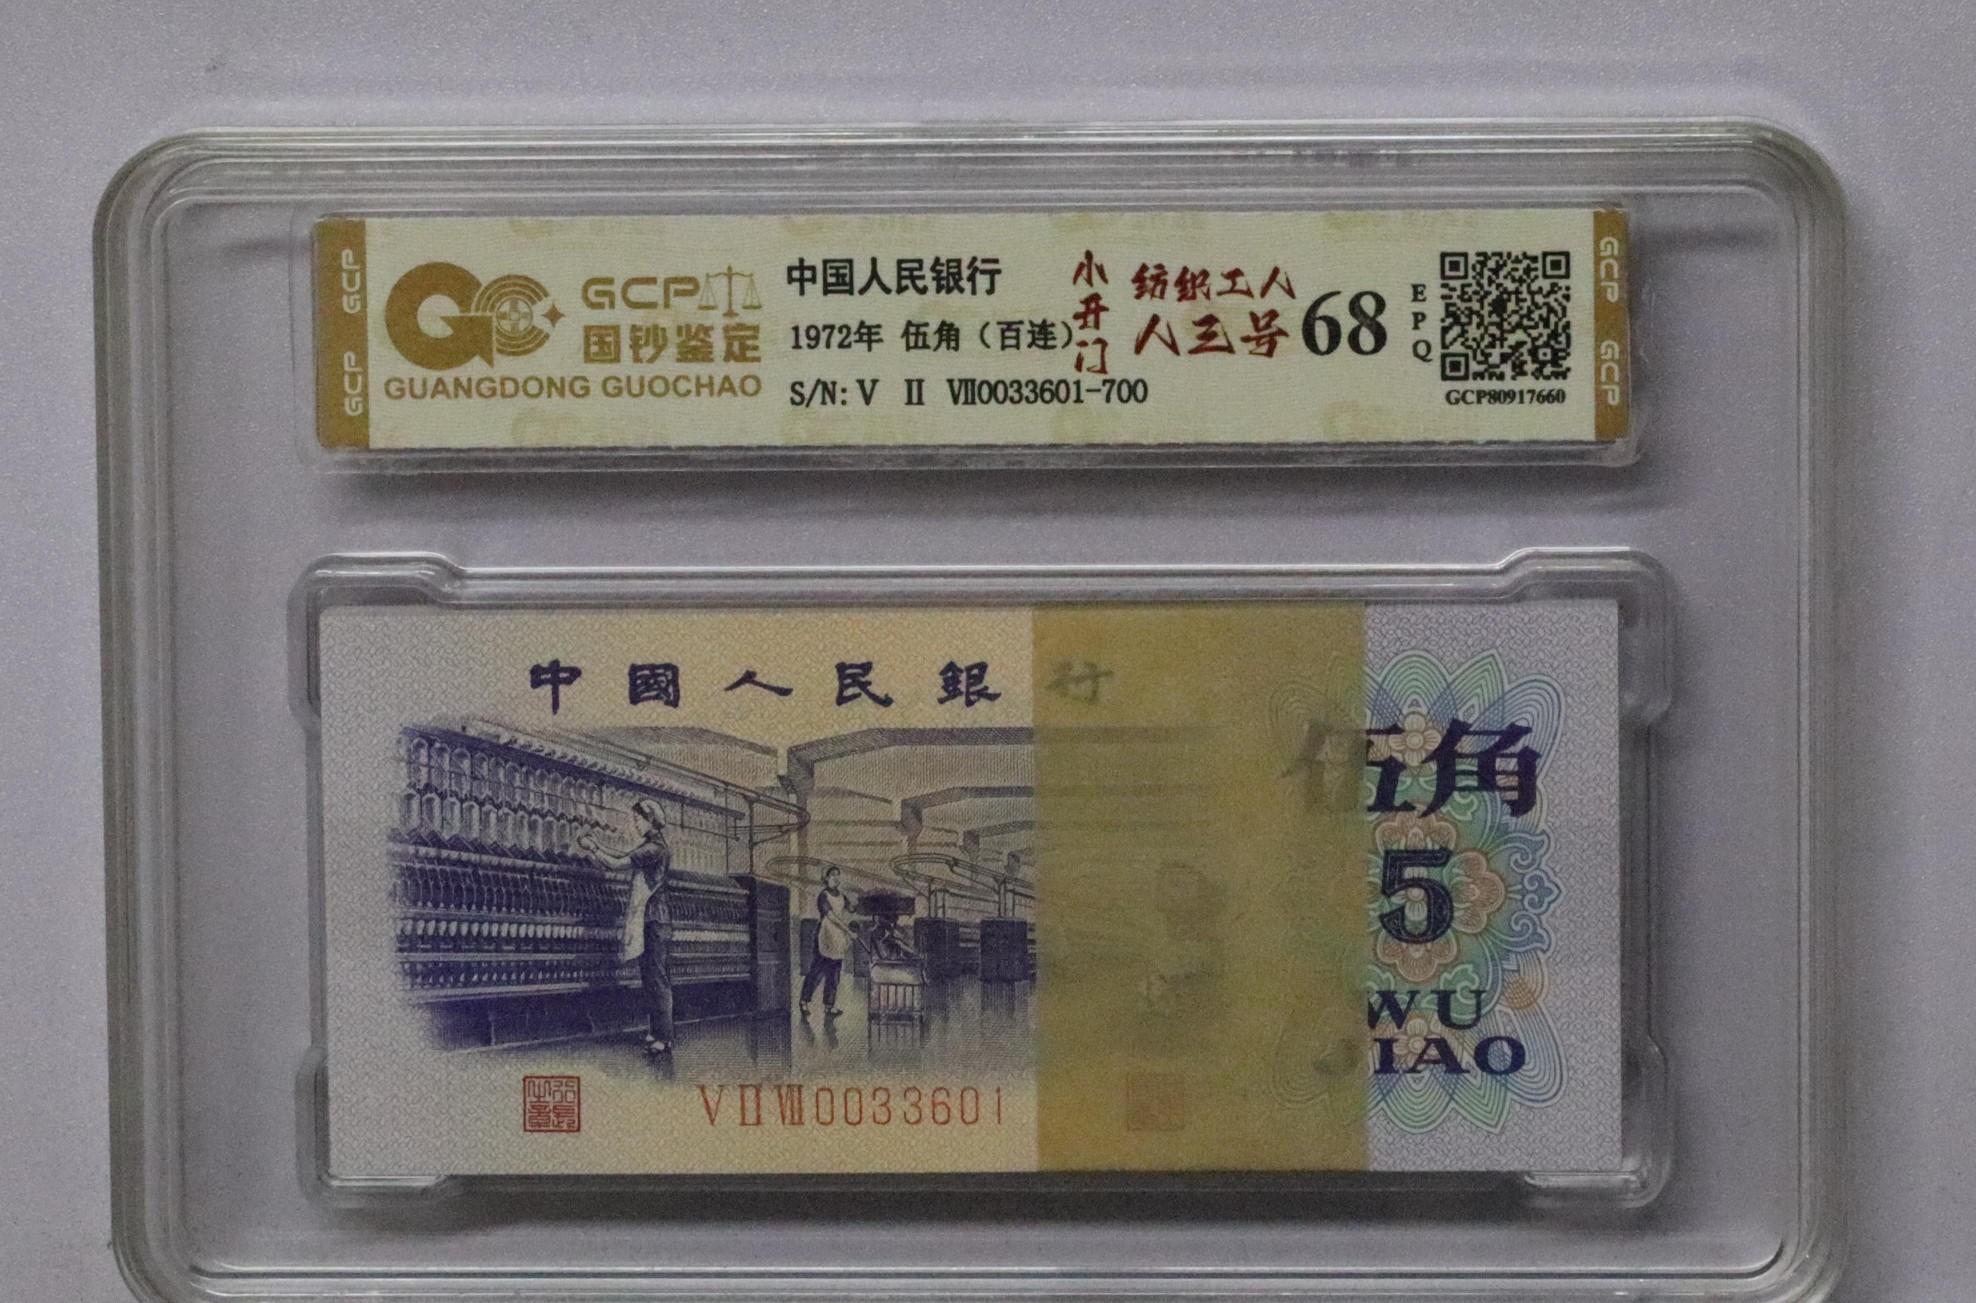 GCP
GCP
GCP
国钞鉴定
GUANGDONG GUOCHAO
中国人民银行
1972年 伍角（百连）
S/N: V Ⅱ Ⅶ0033601-700
小开门
纺织工人
人三号
68
EPQ
GCP80917660
GCP
GCP
中國人民銀行
伍角
5
WU
JIAO
V Ⅱ Ⅶ 0033601